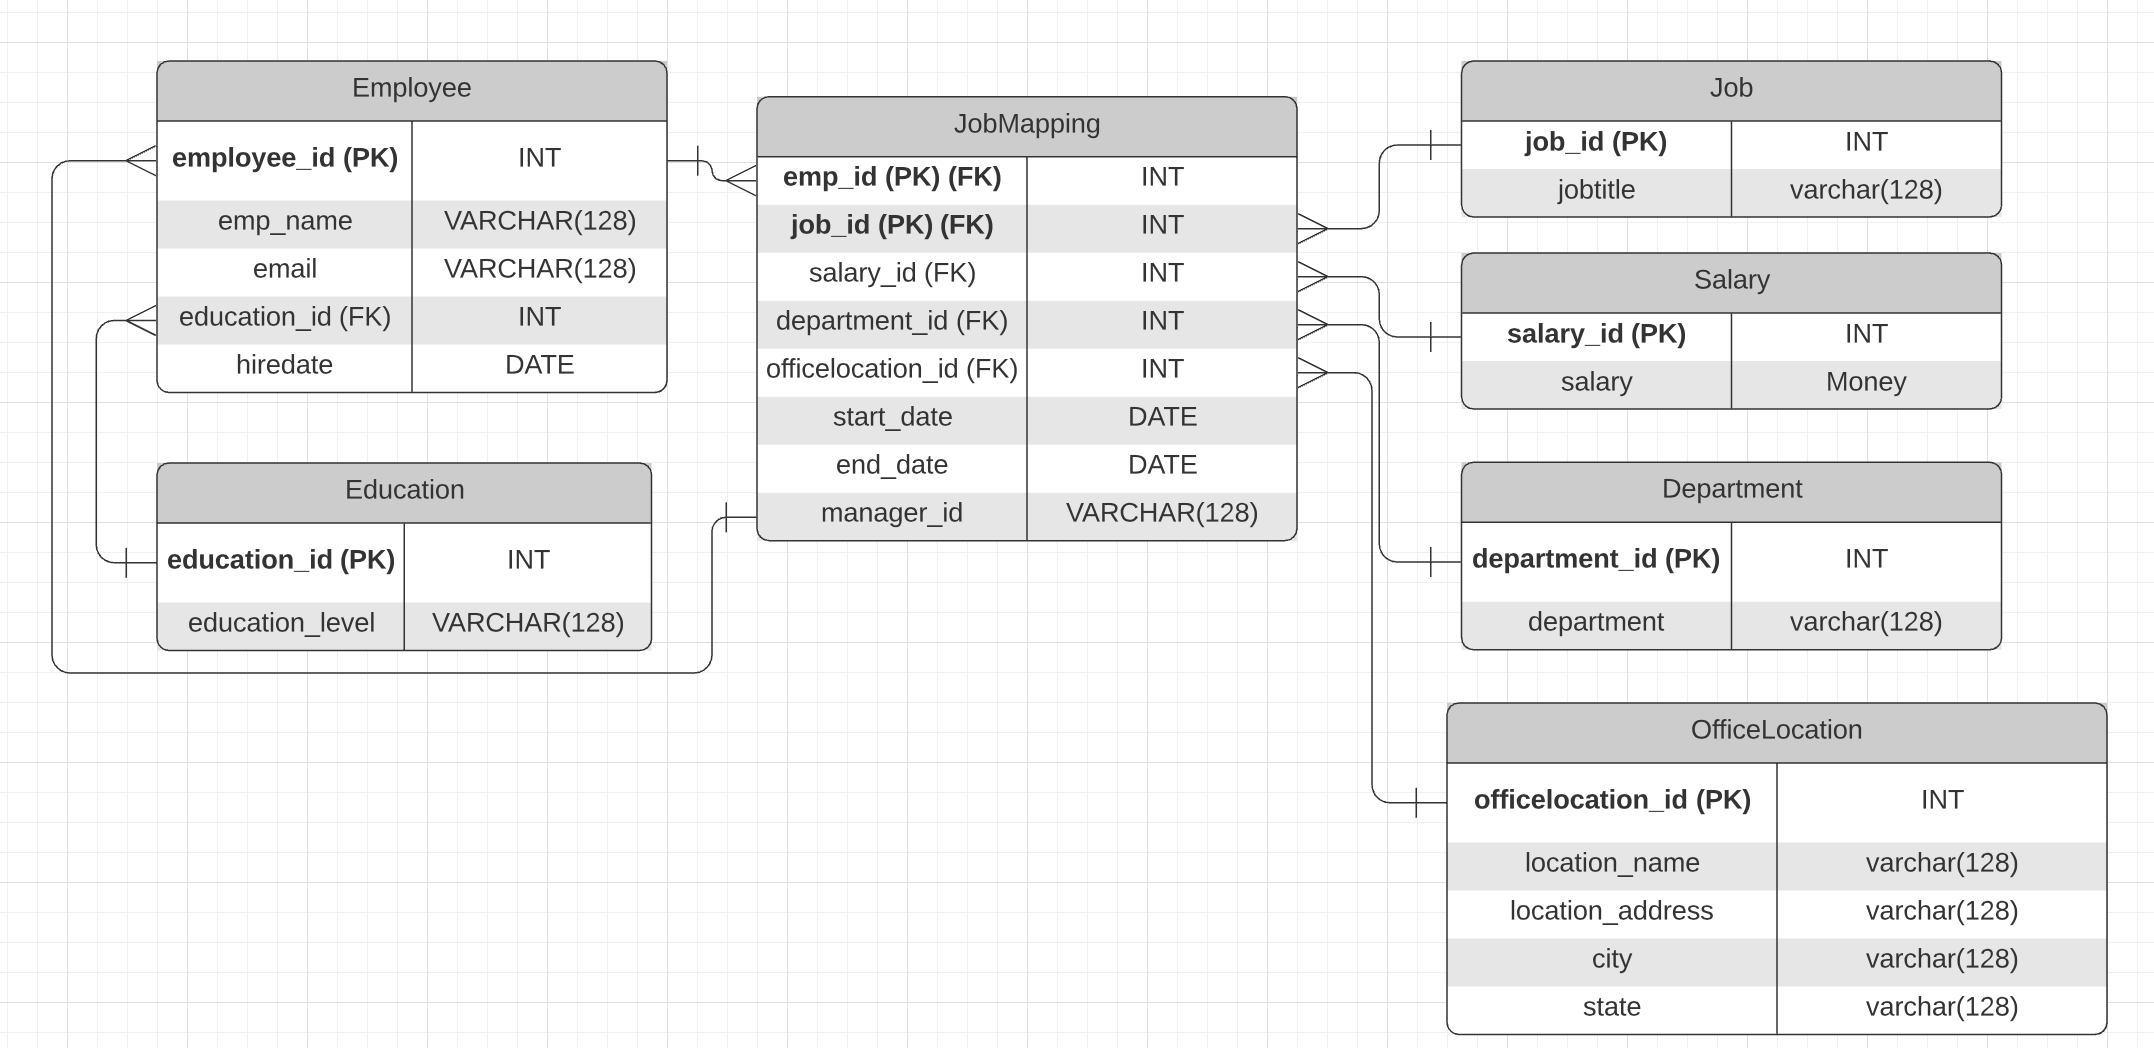 Employee
employee_id (PK) INT
emp_name VARCHAR(128)
email VARCHAR(128)
education_id (FK) INT
hiredate DATE
Education
education_id (PK) INT
education_level VARCHAR(128)
JobMapping
emp_id (PK) (FK) INT
job_id (PK) (FK) INT
salary_id (FK) INT
department_id (FK) INT
officelocation_id (FK) INT
start_date DATE
end_date DATE
manager_id VARCHAR(128)
Job
job_id (PK) INT
jobtitle varchar(128)
Salary
salary_id (PK) INT
salary Money
Department
department_id (PK) INT
department varchar(128)
OfficeLocation
officelocation_id (PK) INT
location_name varchar(128)
location_address varchar(128)
city varchar(128)
state varchar(128)